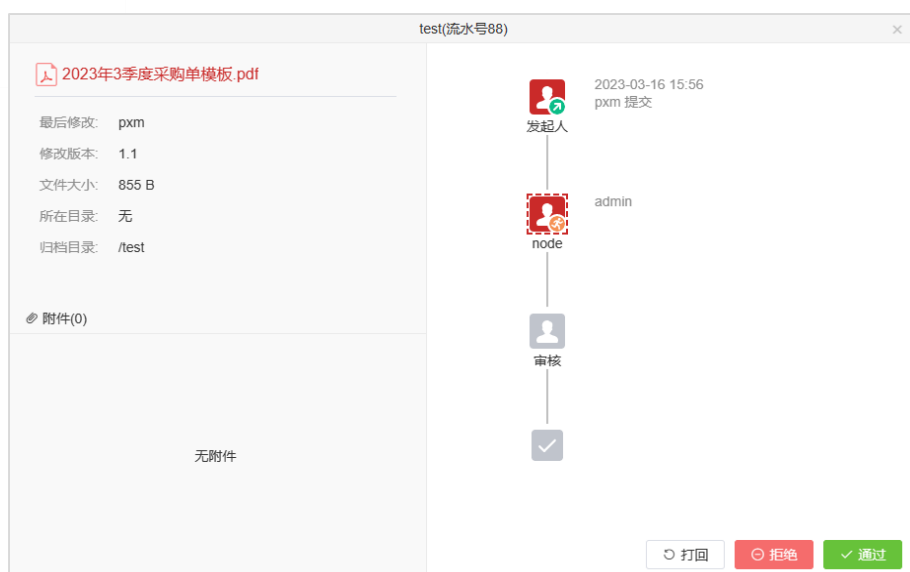 test(流水号88)
2023年3季度采购单模板.pdf
最后修改: pxm
修改版本: 1.1
文件大小: 855 B
所在目录: 无
归档目录: /test
附件(0)
无附件
2023-03-16 15:56
pxm 提交
发起人
admin
node
审核
打回
拒绝
通过